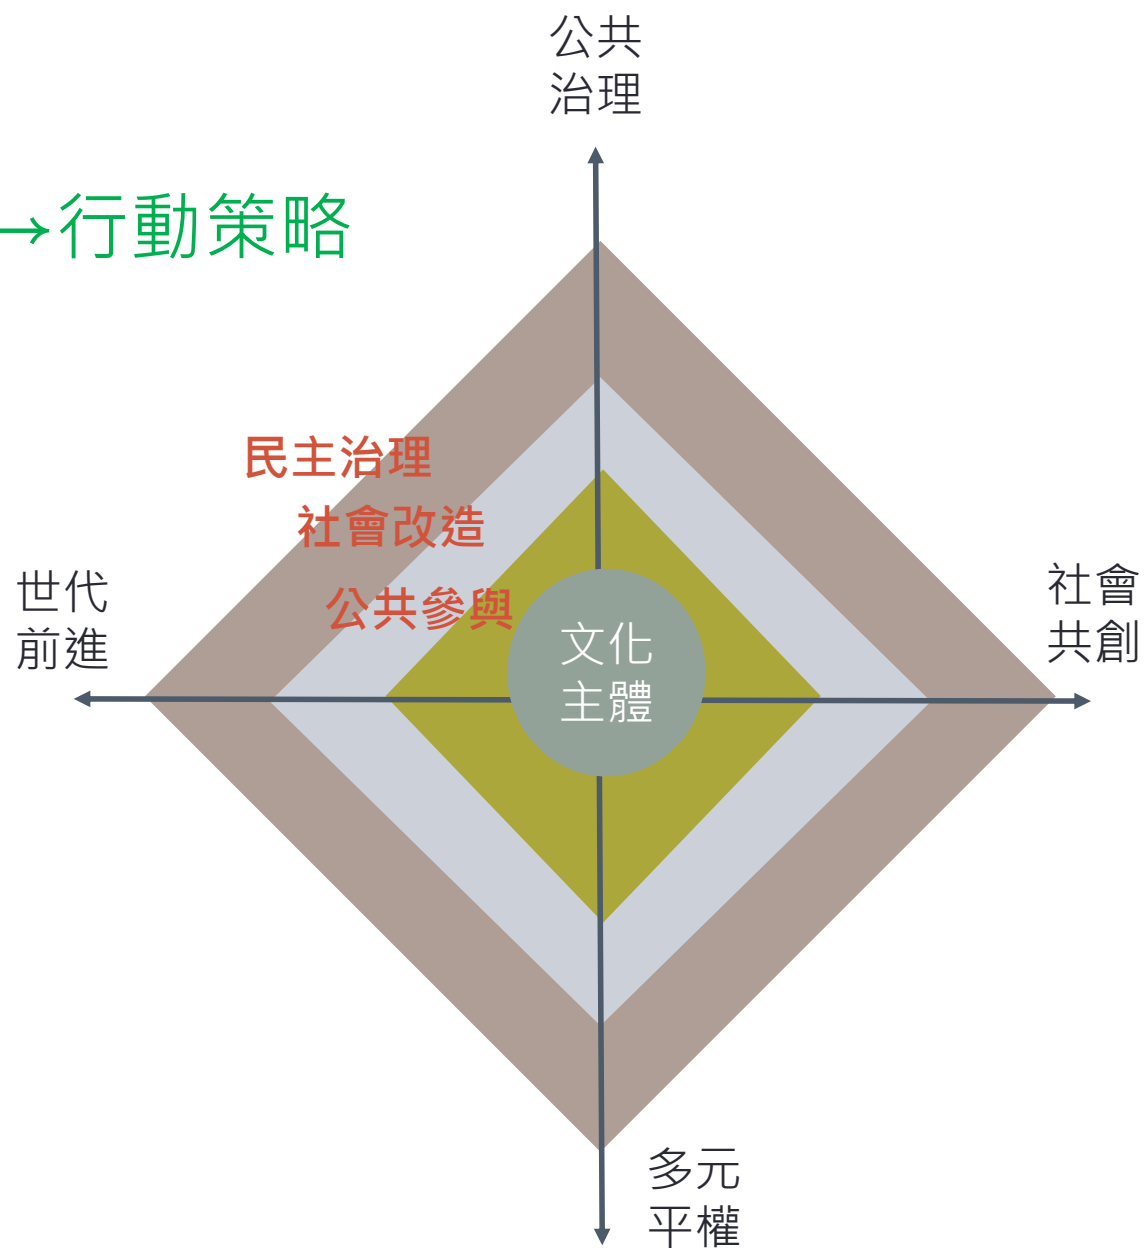 公共
治理
→行動策略
民主治理
社會改造
公共參與
世代
前進
社會
共創
文化
主體
多元
平權